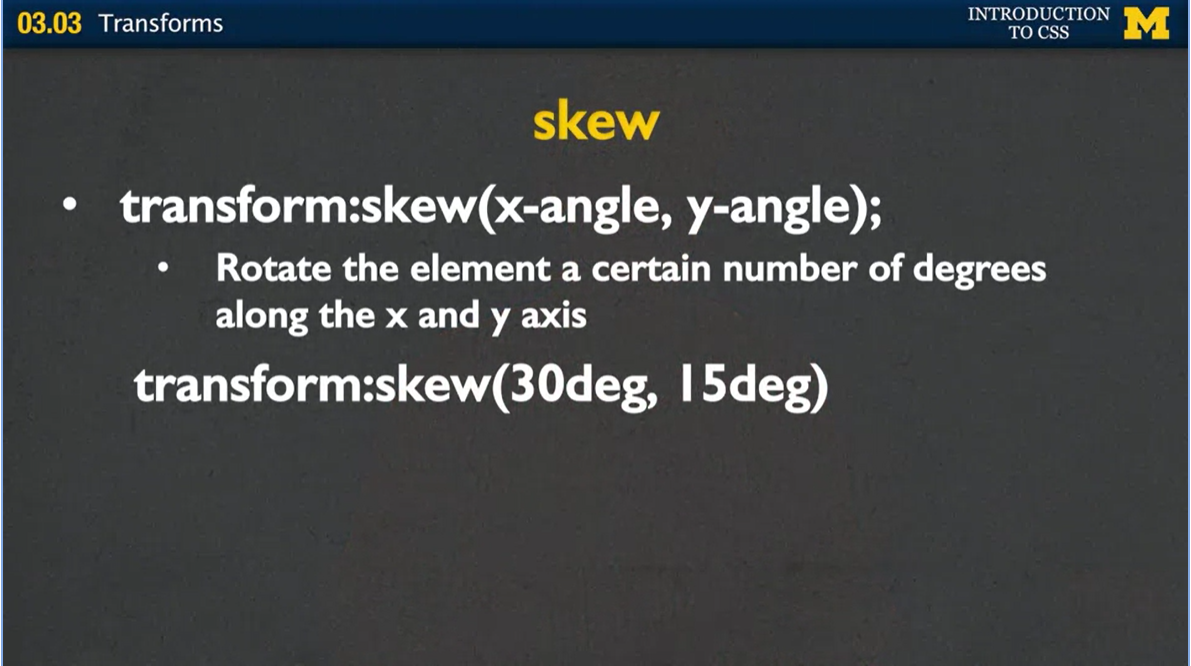 03.03 Transforms
INTRODUCTION
TO CSS
M
skew
• transform:skew(x-angle, y-angle);
• Rotate the element a certain number of degrees
along the x and y axis
transform:skew(30deg, 15deg)